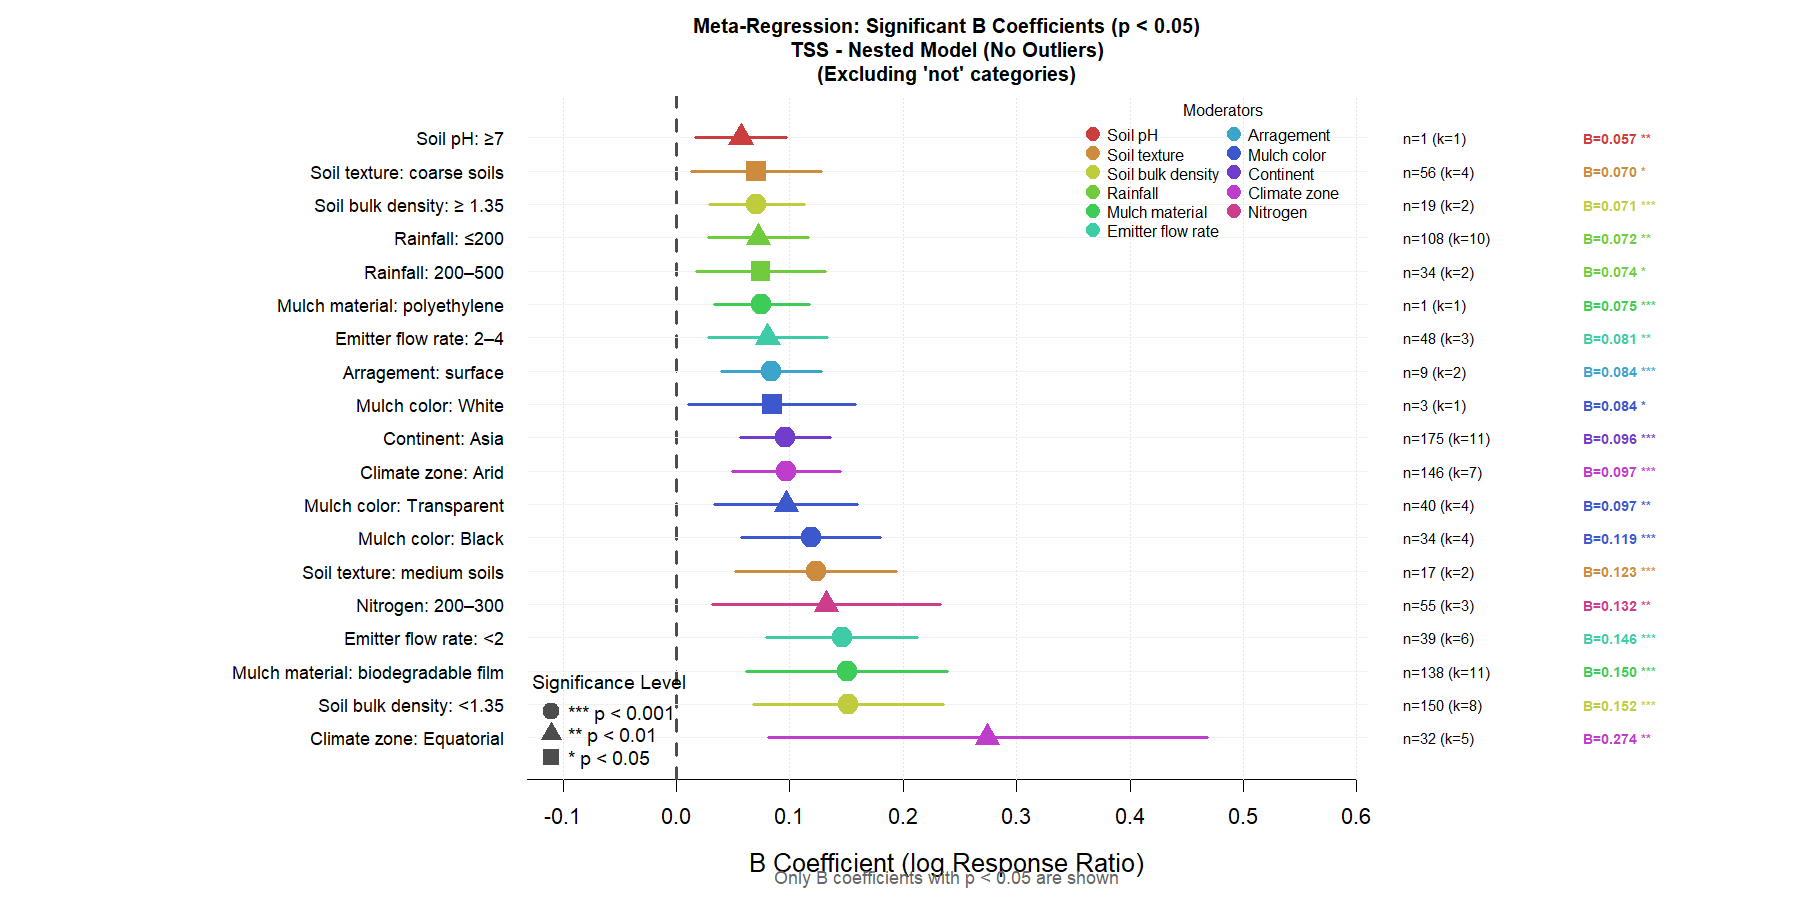 Meta-Regression: Significant B Coefficients (p < 0.05)
TSS - Nested Model (No Outliers)
(Excluding 'not' categories)
Moderators
Soil pH Arragement
Soil texture Mulch color
Soil bulk density Continent
Rainfall Climate zone
Mulch material Nitrogen
Emitter flow rate
Soil pH: ≥7 n=1 (k=1) B=0.057 **
Soil texture: coarse soils n=56 (k=4) B=0.070 *
Soil bulk density: ≥ 1.35 n=19 (k=2) B=0.071 ***
Rainfall: ≤200 n=108 (k=10) B=0.072 **
Rainfall: 200–500 n=34 (k=2) B=0.074 *
Mulch material: polyethylene n=1 (k=1) B=0.075 ***
Emitter flow rate: 2–4 n=48 (k=3) B=0.081 **
Arragement: surface n=9 (k=2) B=0.084 ***
Mulch color: White n=3 (k=1) B=0.084 *
Continent: Asia n=175 (k=11) B=0.096 ***
Climate zone: Arid n=146 (k=7) B=0.097 ***
Mulch color: Transparent n=40 (k=4) B=0.097 **
Mulch color: Black n=34 (k=4) B=0.119 ***
Soil texture: medium soils n=17 (k=2) B=0.123 ***
Nitrogen: 200–300 n=55 (k=3) B=0.132 **
Emitter flow rate: <2 n=39 (k=6) B=0.146 ***
Mulch material: biodegradable film n=138 (k=11) B=0.150 ***
Soil bulk density: <1.35 n=150 (k=8) B=0.152 ***
Climate zone: Equatorial n=32 (k=5) B=0.274 **
Significance Level
*** p < 0.001
** p < 0.01
* p < 0.05
-0.1 0.0 0.1 0.2 0.3 0.4 0.5 0.6
B Coefficient (log Response Ratio)
Only B coefficients with p < 0.05 are shown